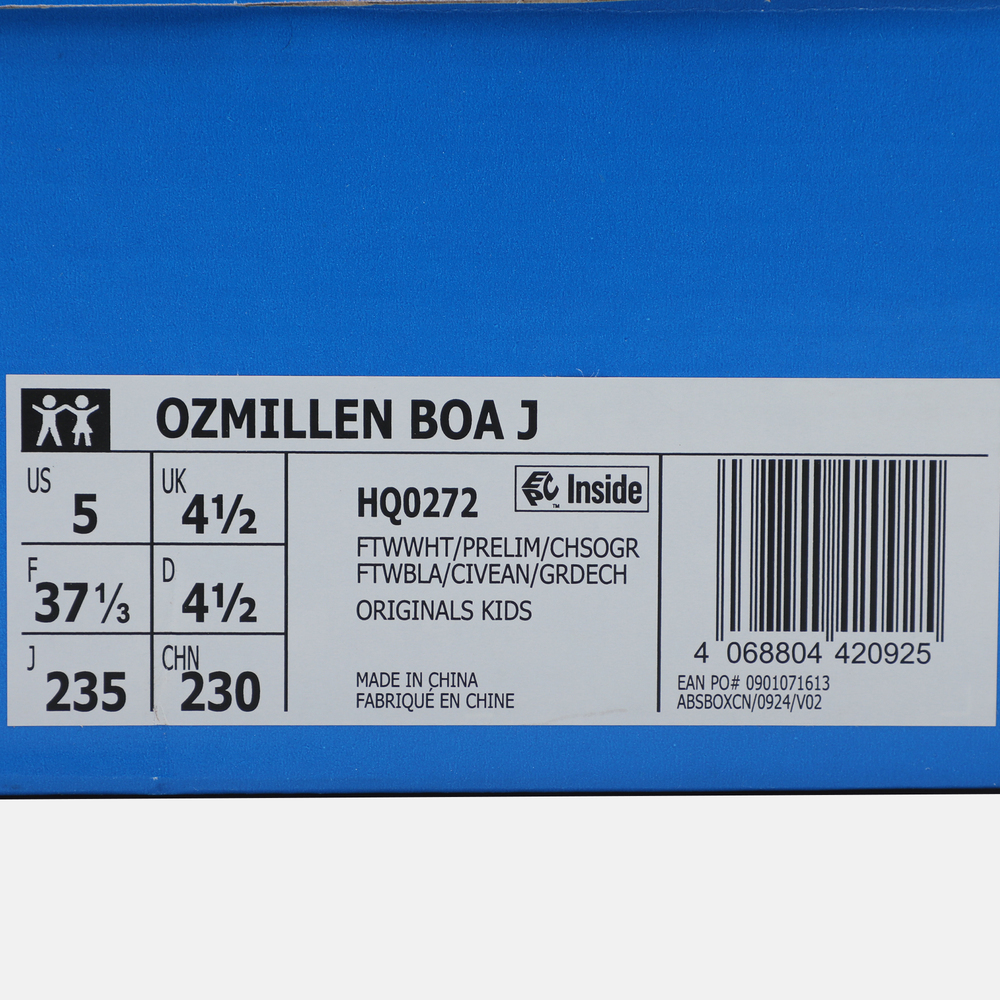 OZMILLEN BOA J
US 5
UK 4½
F 37⅓
D 4½
J 235
CHN 230
HQ0272
EPC Inside
™
FTWWHT/PRELIM/CHSOGR
FTWBLA/CIVEAN/GRDECH
ORIGINALS KIDS
MADE IN CHINA
FABRIQUÉ EN CHINE
4 068804 420925
EAN PO# 0901071613
ABSBOXCN/0924/V02